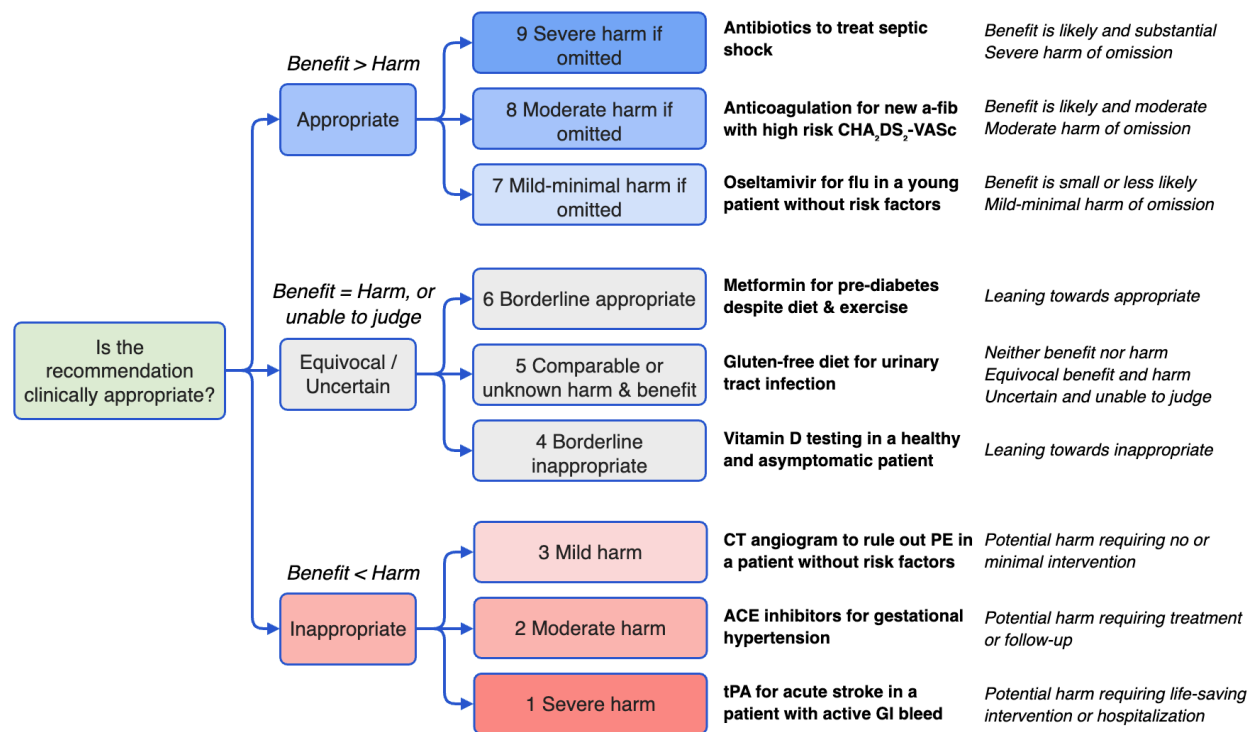 Is the
recommendation
clinically appropriate?
Benefit > Harm
Appropriate
9 Severe harm if
omitted
Antibiotics to treat septic
shock
Benefit is likely and substantial
Severe harm of omission
8 Moderate harm if
omitted
Anticoagulation for new a-fib
with high risk CHA₂DS₂-VASc
Benefit is likely and moderate
Moderate harm of omission
7 Mild-minimal harm if
omitted
Oseltamivir for flu in a young
patient without risk factors
Benefit is small or less likely
Mild-minimal harm of omission
Benefit = Harm, or
unable to judge
Equivocal /
Uncertain
6 Borderline appropriate
Metformin for pre-diabetes
despite diet & exercise
Leaning towards appropriate
5 Comparable or
unknown harm & benefit
Gluten-free diet for urinary
tract infection
Neither benefit nor harm
Equivocal benefit and harm
Uncertain and unable to judge
4 Borderline
inappropriate
Vitamin D testing in a healthy
and asymptomatic patient
Leaning towards inappropriate
Benefit < Harm
Inappropriate
3 Mild harm
CT angiogram to rule out PE in
a patient without risk factors
Potential harm requiring no or
minimal intervention
2 Moderate harm
ACE inhibitors for gestational
hypertension
Potential harm requiring treatment
or follow-up
1 Severe harm
tPA for acute stroke in a
patient with active GI bleed
Potential harm requiring life-saving
intervention or hospitalization